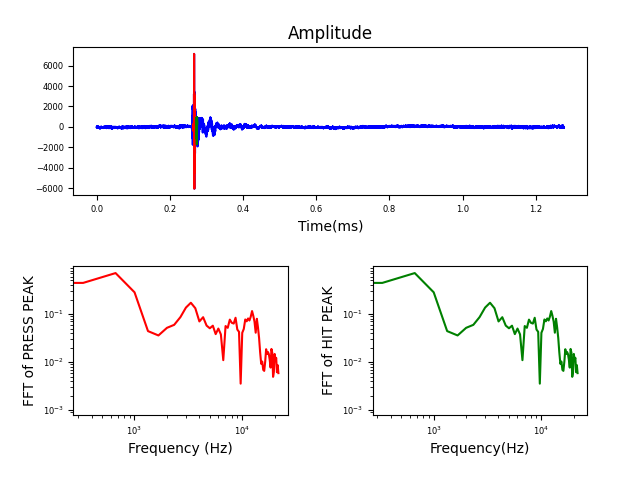 Amplitude
6000
4000
2000
0
−2000
−4000
−6000
0.0 0.2 0.4 0.6 0.8 1.0 1.2
Time(ms)
FFT of PRESS PEAK
10⁻¹
10⁻²
10⁻³
10³ 10⁴
Frequency (Hz)
FFT of HIT PEAK
10⁻¹
10⁻²
10⁻³
10³ 10⁴
Frequency(Hz)